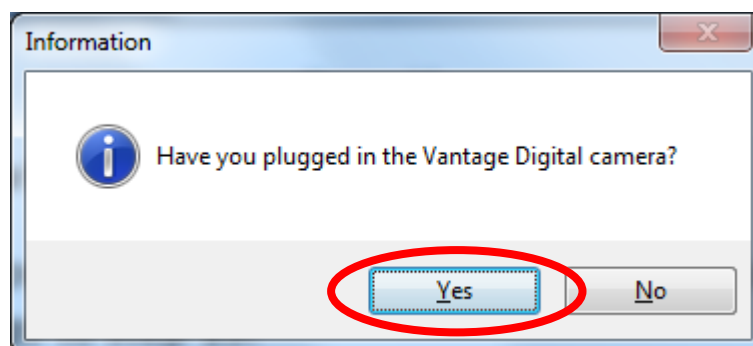 Information
Have you plugged in the Vantage Digital camera?
Yes No